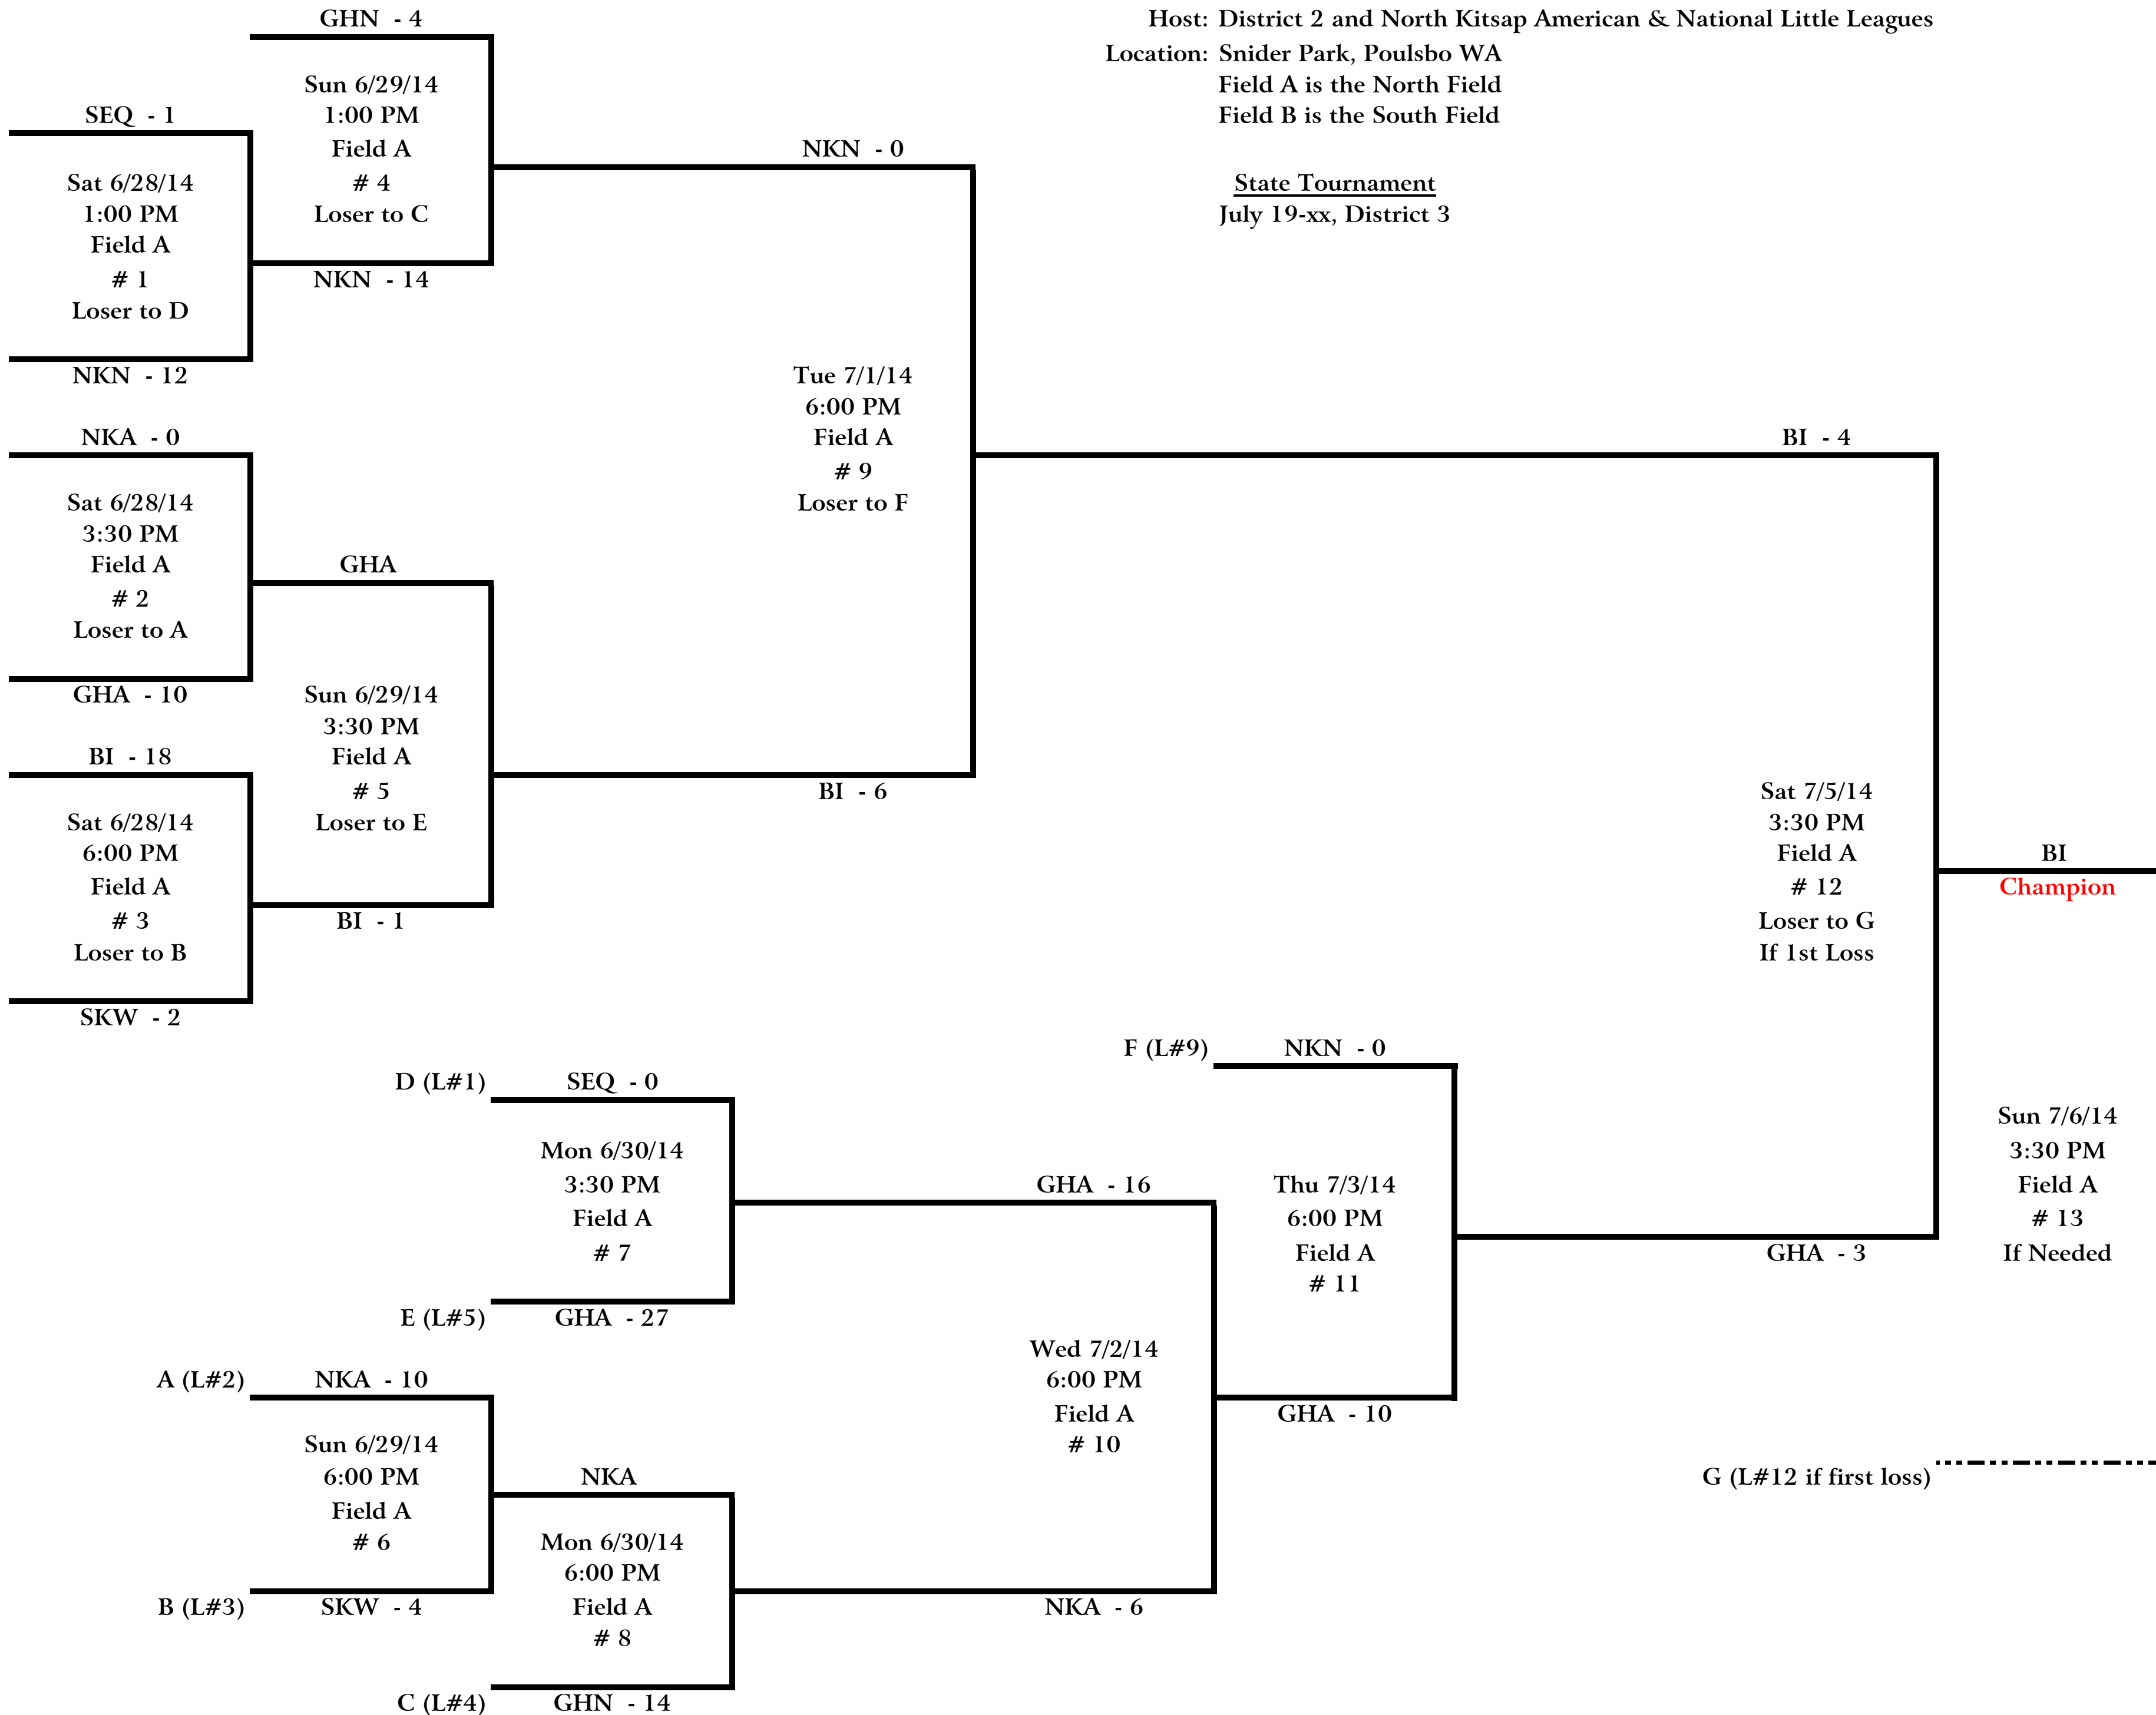 Host: District 2 and North Kitsap American & National Little Leagues
Location: Snider Park, Poulsbo WA
Field A is the North Field
Field B is the South Field
State Tournament
July 19-xx, District 3
GHN - 4
Sun 6/29/14
1:00 PM
Field A
# 4
Loser to C
NKN - 14
SEQ - 1
Sat 6/28/14
1:00 PM
Field A
# 1
Loser to D
NKN - 12
NKA - 0
Sat 6/28/14
3:30 PM
Field A
# 2
Loser to A
GHA - 10
BI - 18
Sat 6/28/14
6:00 PM
Field A
# 3
Loser to B
SKW - 2
GHA
Sun 6/29/14
3:30 PM
Field A
# 5
Loser to E
BI - 1
NKN - 0
Tue 7/1/14
6:00 PM
Field A
# 9
Loser to F
BI - 6
BI - 4
Sat 7/5/14
3:30 PM
Field A
# 12
Loser to G
If 1st Loss
GHA - 3
BI
Champion
Sun 7/6/14
3:30 PM
Field A
# 13
If Needed
G (L#12 if first loss)
D (L#1)
SEQ - 0
Mon 6/30/14
3:30 PM
Field A
# 7
E (L#5)
GHA - 27
A (L#2)
NKA - 10
Sun 6/29/14
6:00 PM
Field A
# 6
B (L#3)
SKW - 4
NKA
Mon 6/30/14
6:00 PM
Field A
# 8
C (L#4)
GHN - 14
GHA - 16
Wed 7/2/14
6:00 PM
Field A
# 10
NKA - 6
F (L#9)
NKN - 0
Thu 7/3/14
6:00 PM
Field A
# 11
GHA - 10